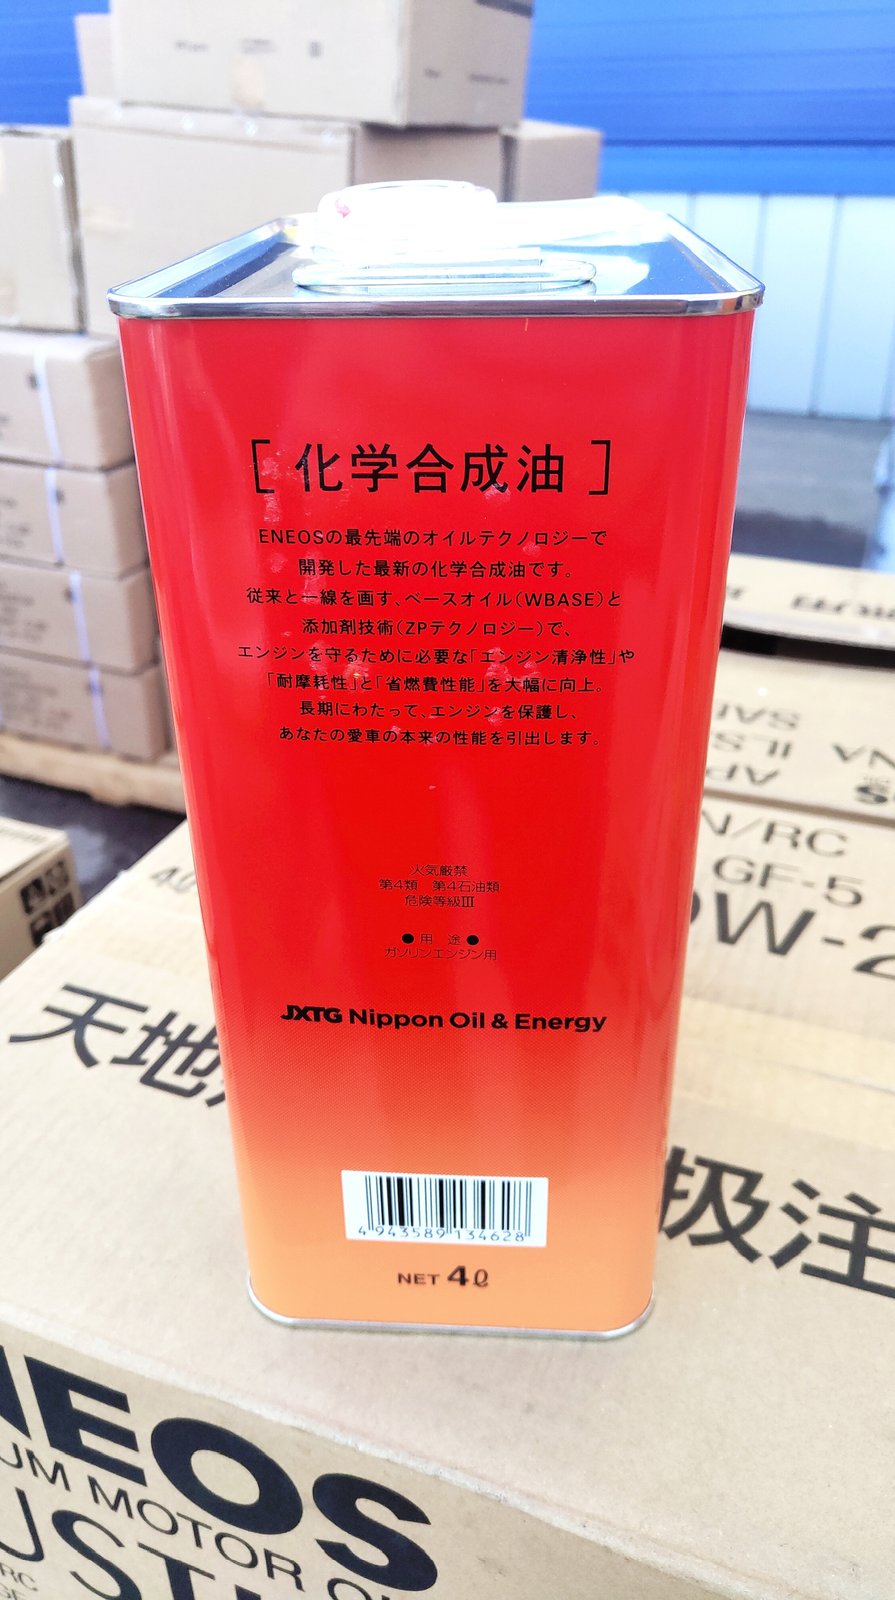 [化学合成油]
ENEOSの最先端のオイルテクノロジーで
開発した最新の化学合成油です。
従来と一線を画す、ベースオイル(WBASE)と
添加剤技術(ZPテクノロジー)で、
エンジンを守るために必要な「エンジン清浄性」や
「耐摩耗性」と「省燃費性能」を大幅に向上。
長期にわたって、エンジンを保護し、
あなたの愛車の本来の性能を引出します。
火気厳禁
第4類 第4石油類
危険等級III
●用 途●
ガソリンエンジン用
JXTG Nippon Oil & Energy
4 943589 134628
NET 4ℓ
4ℓ
N/RC
GF-5
W-2
天地
扱注
NEOS
UM MOTOR O
UST
RC